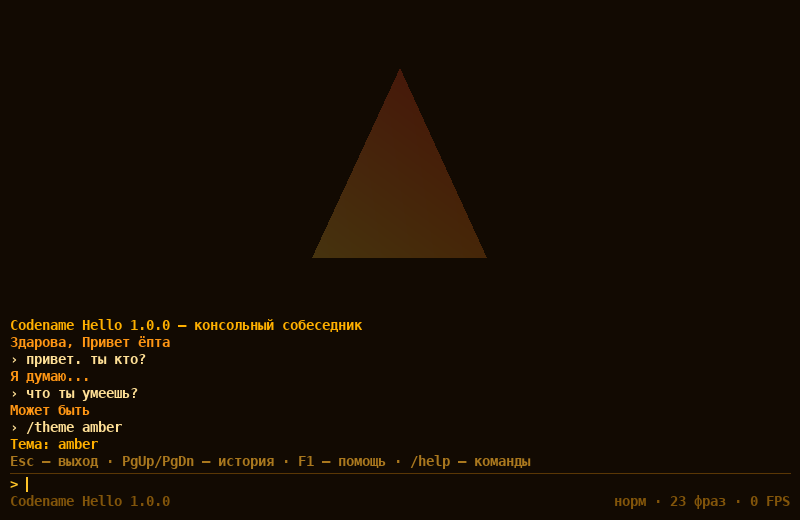 Codename Hello 1.0.0 — консольный собеседник
Здарова, Привет ёпта
› привет. ты кто?
Я думаю...
› что ты умеешь?
Может быть
› /theme amber
Тема: amber
Esc — выход · PgUp/PgDn — история · F1 — помощь · /help — команды
>
Codename Hello 1.0.0 норм · 23 фраз · 0 FPS